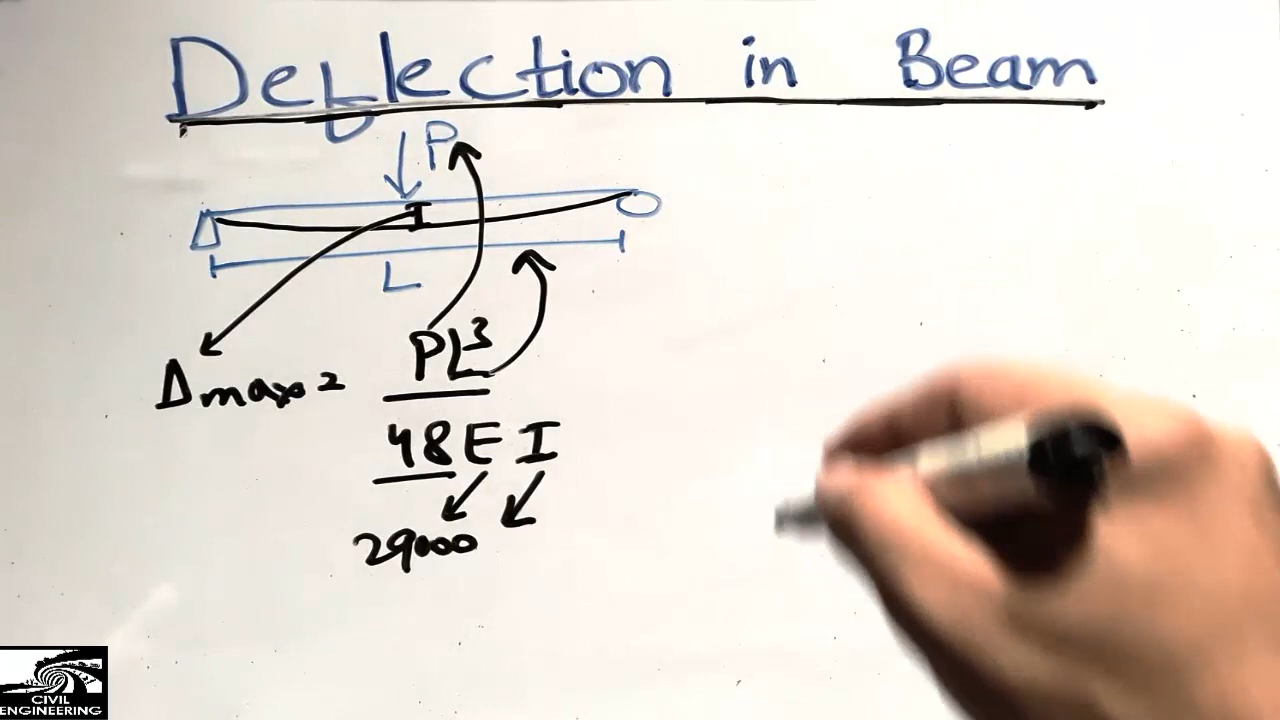 Deflection in Beam
P
L
Δmax =
PL³
48EI
29000
CIVIL
ENGINEERING